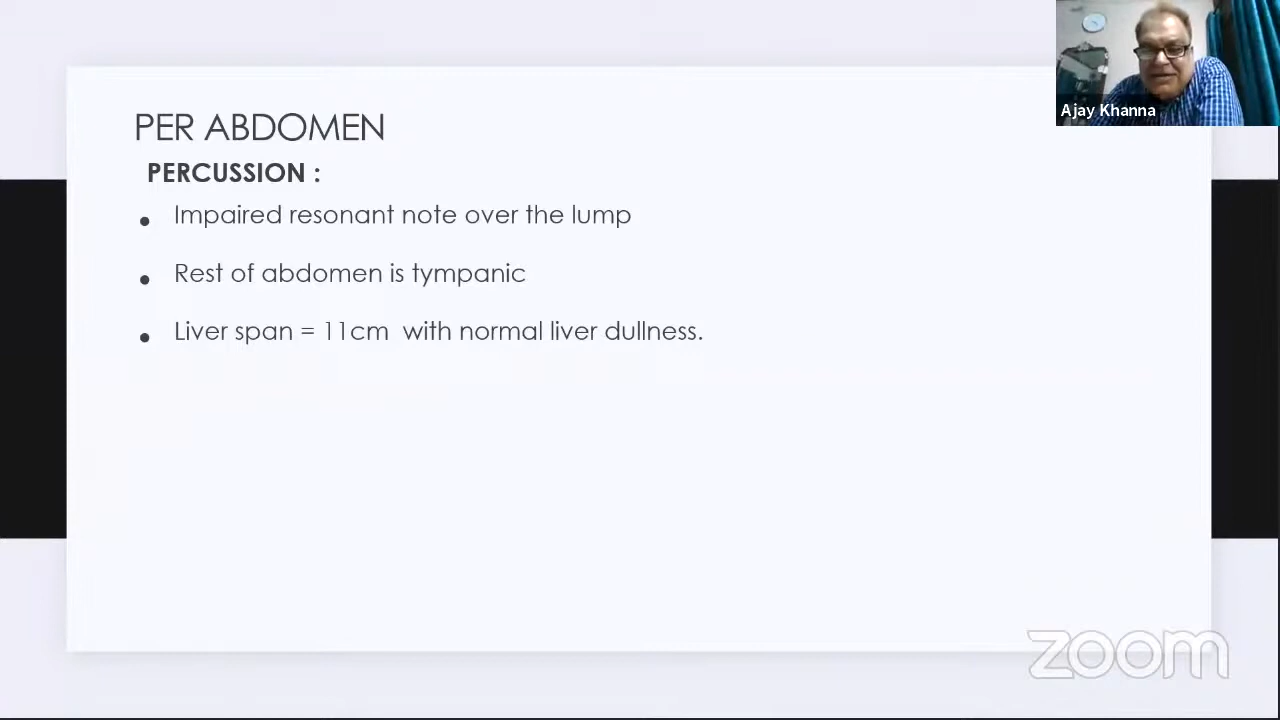 Ajay Khanna
PER ABDOMEN
PERCUSSION :
• Impaired resonant note over the lump
• Rest of abdomen is tympanic
• Liver span = 11cm with normal liver dullness.
zoom